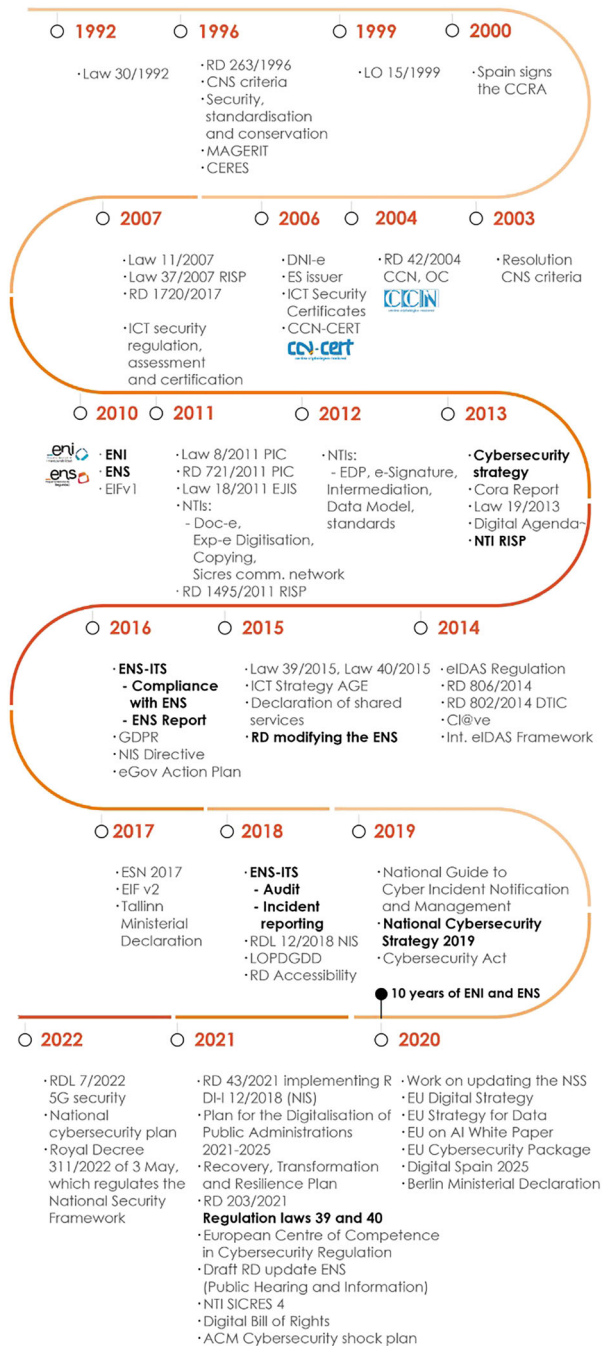 1992
· Law 30/1992
1996
· RD 263/1996
· CNS criteria
· Security,
standardisation
and conservation
· MAGERIT
· CERES
1999
· LO 15/1999
2000
· Spain signs
the CCRA
2007
· Law 11/2007
· Law 37/2007 RISP
· RD 1720/2017
· ICT security
regulation,
assessment
and certification
2006
· DNI-e
· ES issuer
· ICT Security
Certificates
· CCN-CERT
ccn-cert
2004
· RD 42/2004
CCN, OC
CCN
2003
· Resolution
CNS criteria
2010
eni
ens
· ENI
· ENS
· EIFv1
2011
· Law 8/2011 PIC
· RD 721/2011 PIC
· Law 18/2011 EJIS
· NTIs:
- Doc-e,
Exp-e Digitisation,
Copying,
Sicres comm. network
· RD 1495/2011 RISP
2012
· NTIs:
- EDP, e-Signature,
Intermediation,
Data Model,
standards
2013
· Cybersecurity
strategy
· Cora Report
· Law 19/2013
· Digital Agenda~
· NTI RISP
2016
· ENS-ITS
- Compliance
with ENS
- ENS Report
· GDPR
· NIS Directive
· eGov Action Plan
2015
· Law 39/2015, Law 40/2015
· ICT Strategy AGE
· Declaration of shared
services
· RD modifying the ENS
2014
· eIDAS Regulation
· RD 806/2014
· RD 802/2014 DTIC
· Cl@ve
· Int. eIDAS Framework
2017
· ESN 2017
· EIF v2
· Tallinn
Ministerial
Declaration
2018
· ENS-ITS
- Audit
- Incident
reporting
· RDL 12/2018 NIS
· LOPDGDD
· RD Accessibility
2019
· National Guide to
Cyber Incident Notification
and Management
· National Cybersecurity
Strategy 2019
· Cybersecurity Act
10 years of ENI and ENS
2022
· RDL 7/2022
5G security
· National
cybersecurity plan
· Royal Decree
311/2022 of 3 May,
which regulates the
National Security
Framework
2021
· RD 43/2021 implementing R
DI-I 12/2018 (NIS)
· Plan for the Digitalisation of
Public Administrations
2021-2025
· Recovery, Transformation
and Resilience Plan
· RD 203/2021
Regulation laws 39 and 40
· European Centre of Competence
in Cybersecurity Regulation
· Draft RD update ENS
(Public Hearing and Information)
· NTI SICRES 4
· Digital Bill of Rights
· ACM Cybersecurity shock plan
2020
· Work on updating the NSS
· EU Digital Strategy
· EU Strategy for Data
· EU on AI White Paper
· EU Cybersecurity Package
· Digital Spain 2025
· Berlin Ministerial Declaration